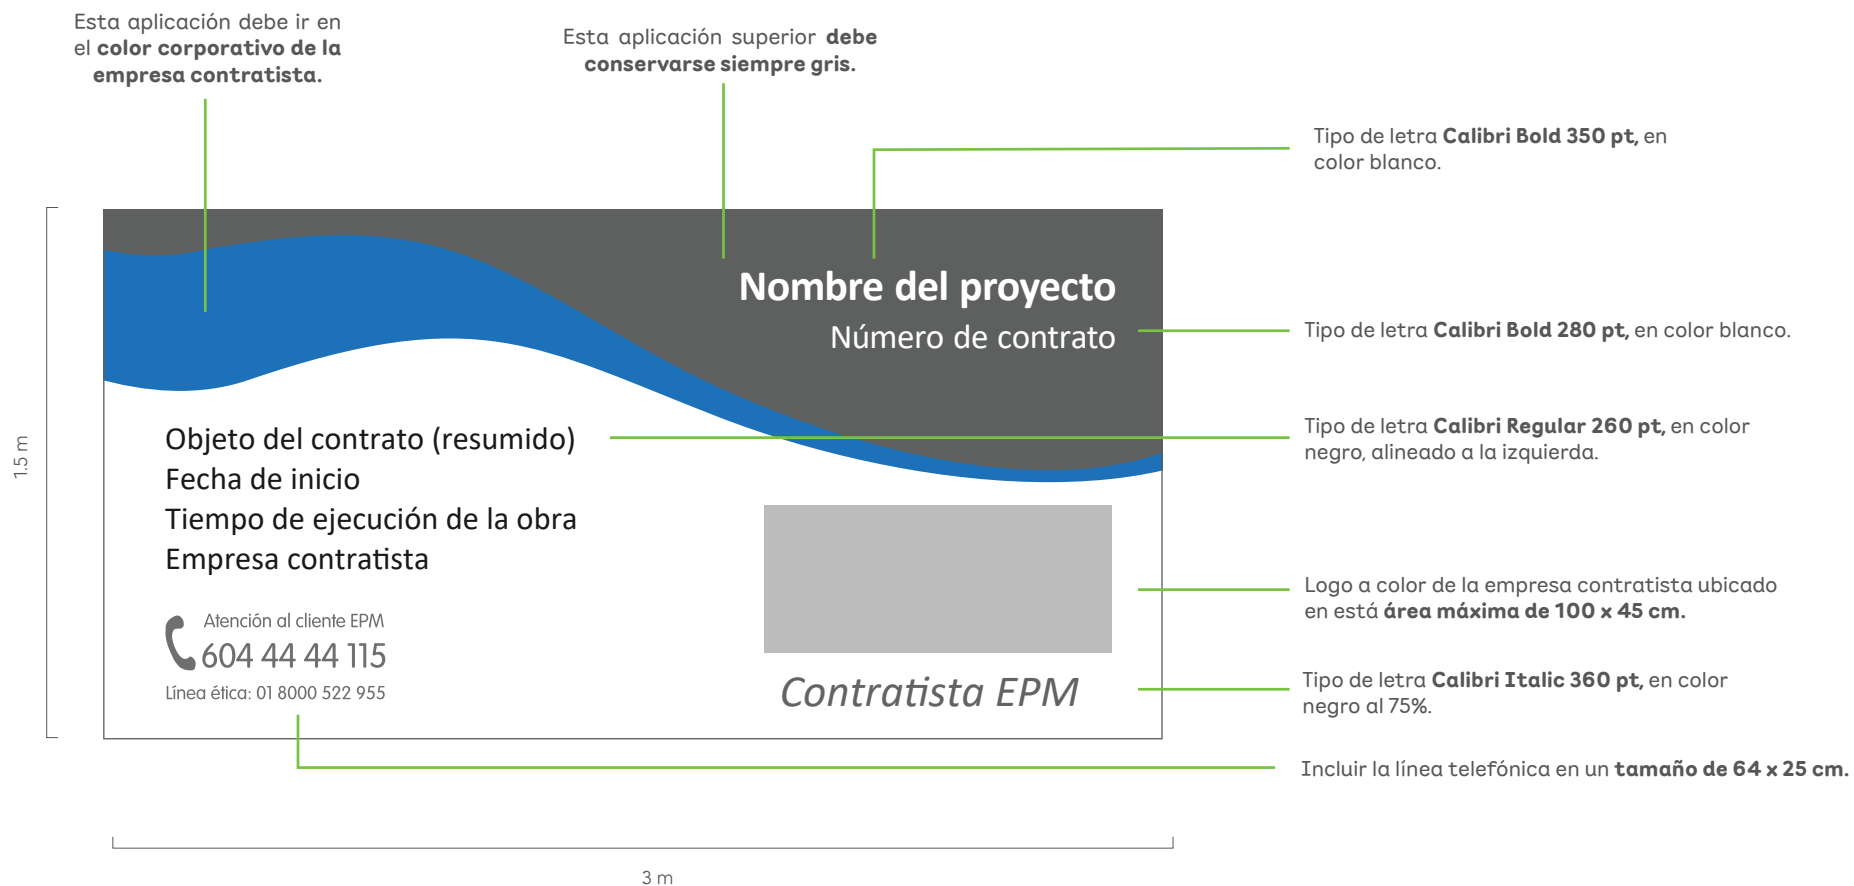 Esta aplicación debe ir en
el color corporativo de la
empresa contratista.
Esta aplicación superior debe
conservarse siempre gris.
Tipo de letra Calibri Bold 350 pt, en
color blanco.
Nombre del proyecto
Número de contrato
Tipo de letra Calibri Bold 280 pt, en color blanco.
Objeto del contrato (resumido)
Fecha de inicio
Tiempo de ejecución de la obra
Empresa contratista
Tipo de letra Calibri Regular 260 pt, en color
negro, alineado a la izquierda.
1.5 m
Logo a color de la empresa contratista ubicado
en está área máxima de 100 x 45 cm.
Atención al cliente EPM
604 44 44 115
Línea ética: 01 8000 522 955
Contratista EPM
Tipo de letra Calibri Italic 360 pt, en color
negro al 75%.
Incluir la línea telefónica en un tamaño de 64 x 25 cm.
3 m